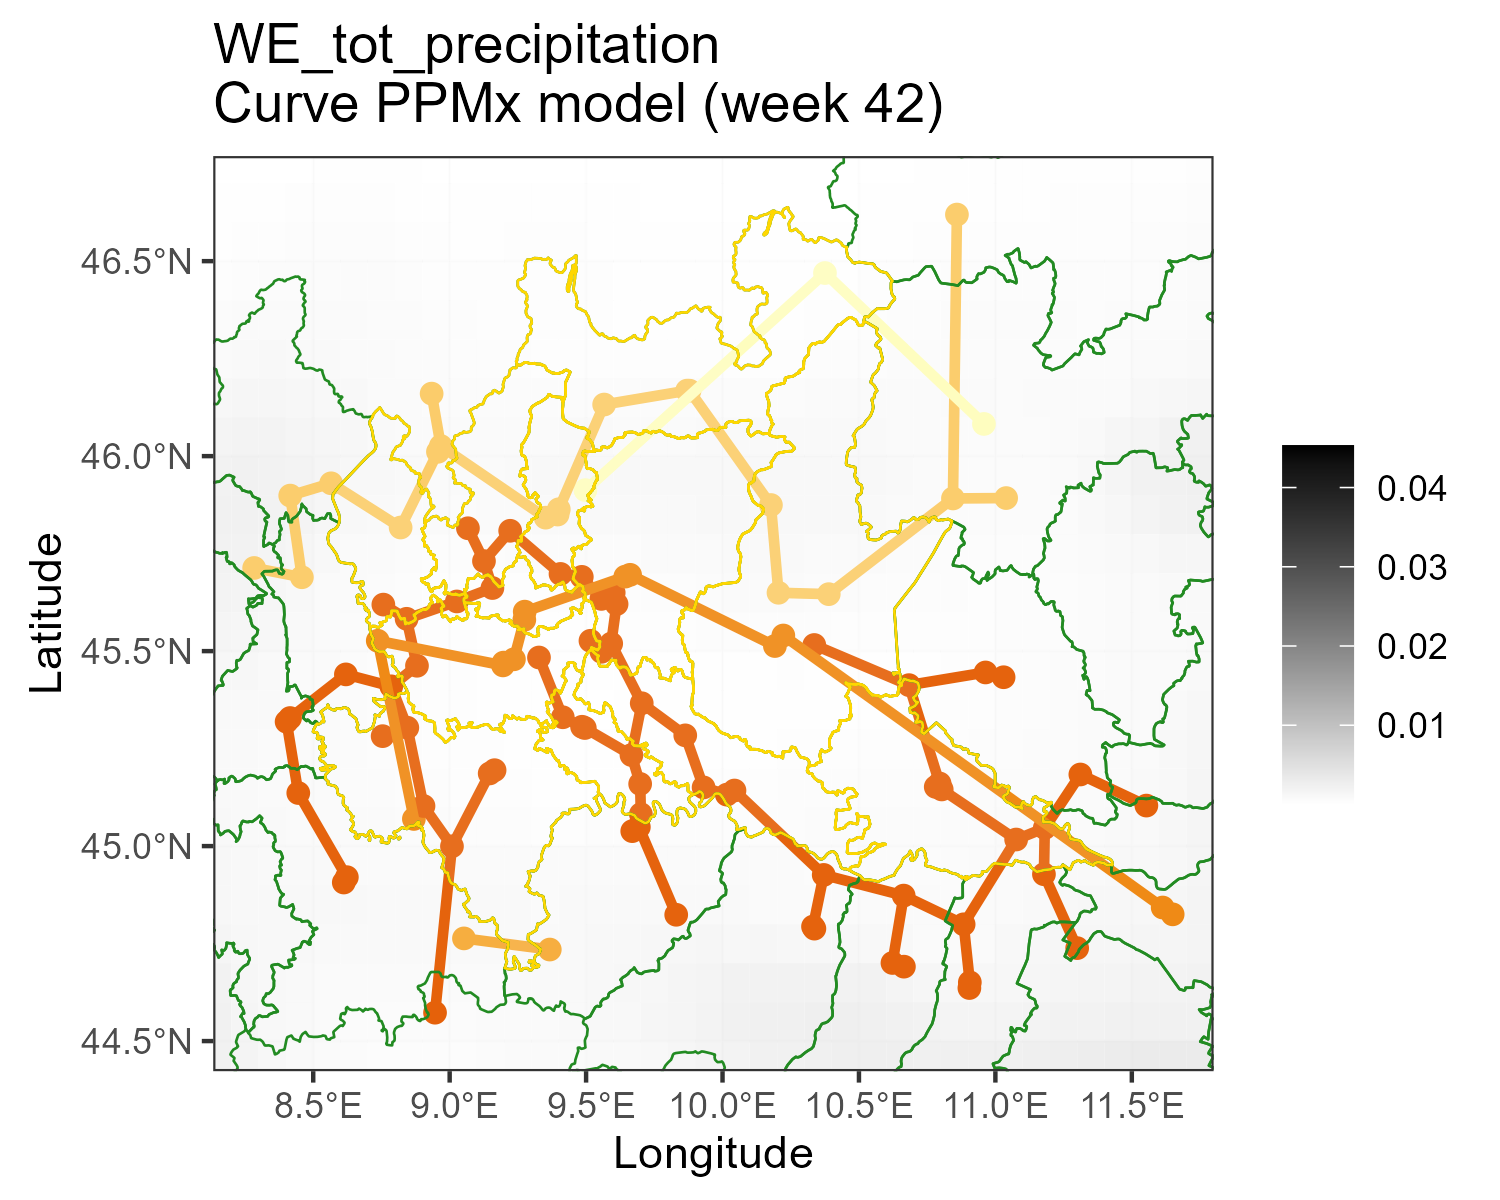 WE_tot_precipitation
Curve PPMx model (week 42)
46.5°N
46.0°N
45.5°N
45.0°N
44.5°N
Latitude
8.5°E 9.0°E 9.5°E 10.0°E 10.5°E 11.0°E 11.5°E
Longitude
0.04
0.03
0.02
0.01